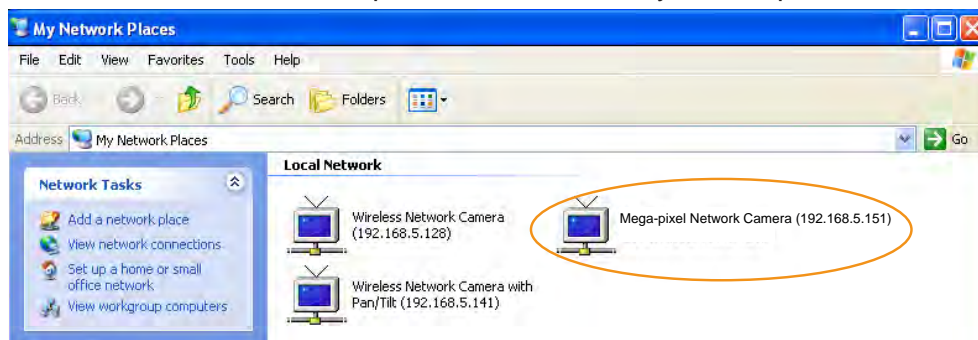 My Network Places
File Edit View Favorites Tools Help
Back Search Folders
Address My Network Places Go
Local Network
Network Tasks
Add a network place
View network connections
Set up a home or small
office network
View workgroup computers
Wireless Network Camera
(192.168.5.128)
Mega-pixel Network Camera (192.168.5.151)
Wireless Network Camera with
Pan/Tilt (192.168.5.141)